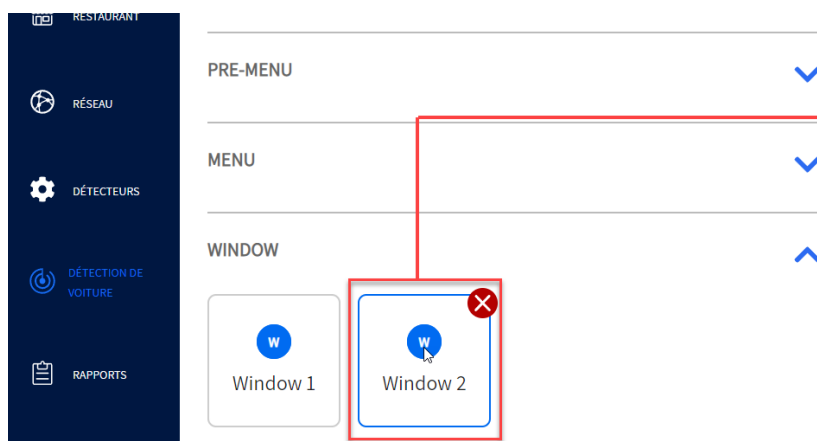 RESTAURANT
RÉSEAU
DÉTECTEURS
DÉTECTION DE
VOITURE
RAPPORTS
PRE-MENU
MENU
WINDOW
W
Window 1
W
Window 2